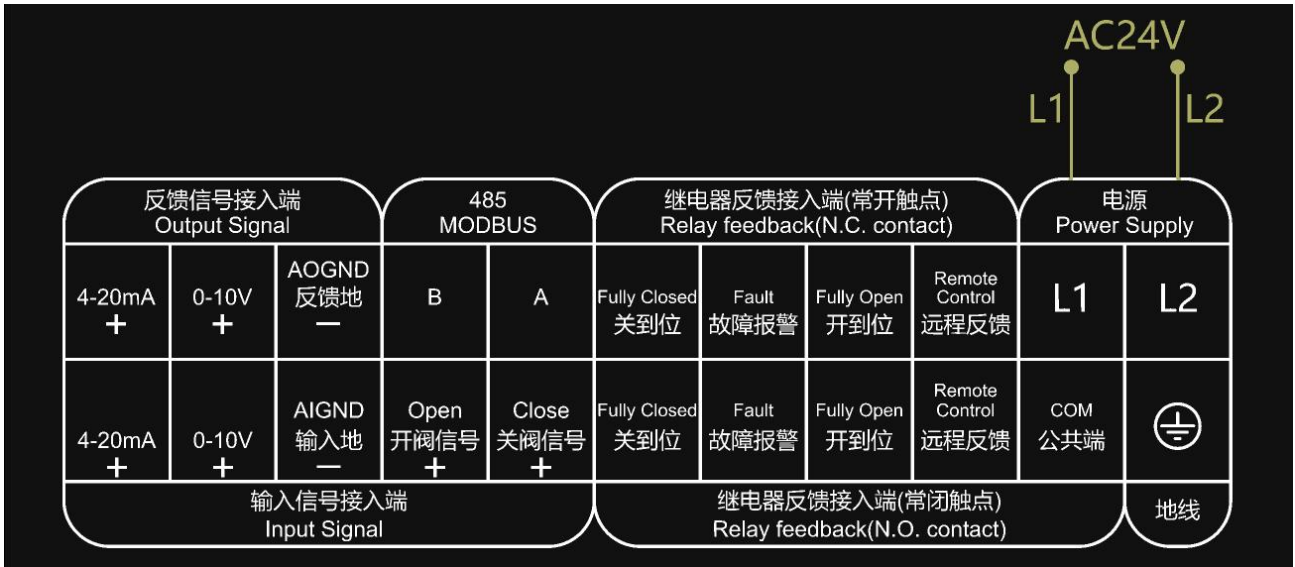 AC24V
L1
L2
反馈信号接入端
Output Signal
485
MODBUS
继电器反馈接入端(常开触点)
Relay feedback(N.C. contact)
电源
Power Supply
4-20mA
+
0-10V
+
AOGND
反馈地
—
B
A
Fully Closed
关到位
Fault
故障报警
Fully Open
开到位
Remote
Control
远程反馈
L1
L2
4-20mA
+
0-10V
+
AIGND
输入地
—
Open
开阀信号
+
Close
关阀信号
+
Fully Closed
关到位
Fault
故障报警
Fully Open
开到位
Remote
Control
远程反馈
COM
公共端
输入信号接入端
Input Signal
继电器反馈接入端(常闭触点)
Relay feedback(N.O. contact)
地线